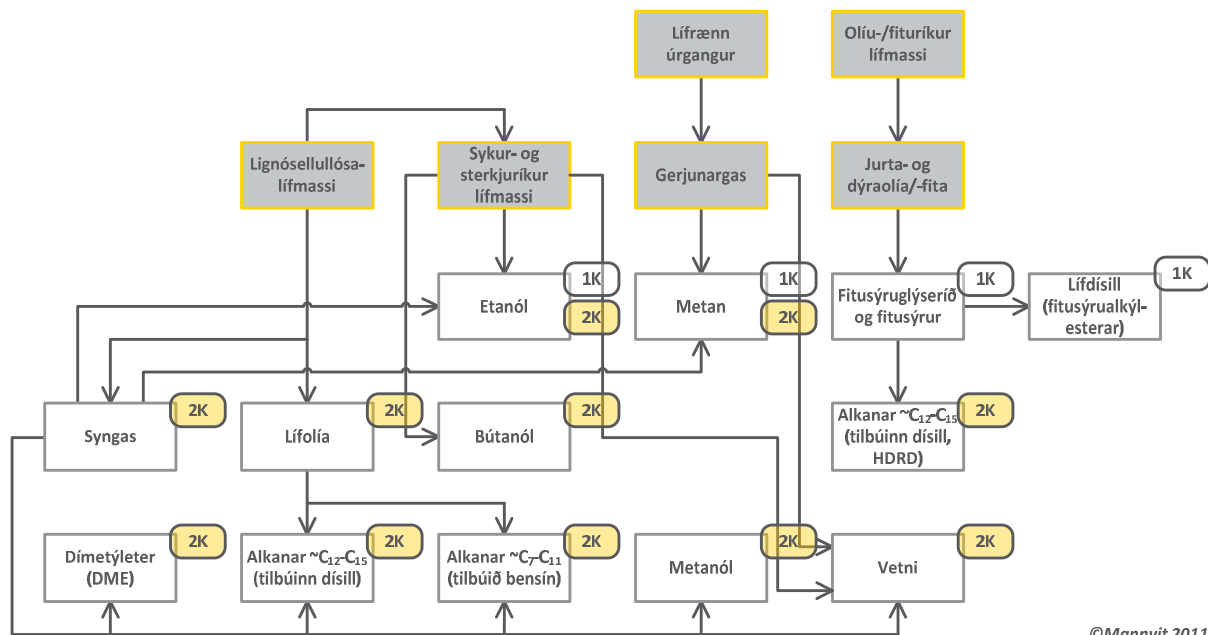 Lífrænn
úrgangur
Olíu-/fituríkur
lífmassi
Lignósellullósa-
lífmassi
Sykur- og
sterkjuríkur
lífmassi
Gerjunargas
Jurta- og
dýraolía/-fita
1K
2K
Etanól
1K
2K
Metan
1K
Fitusýruglýseríð
og fitusýrur
1K
Lífdísill
(fitusýrualkýl-
esterar)
2K
Syngas
2K
Lífolía
2K
Bútanól
2K
Alkanar ~C₁₂-C₁₅
(tilbúinn dísill,
HDRD)
2K
Dímetýleter
(DME)
2K
Alkanar ~C₁₂-C₁₅
(tilbúinn dísill)
2K
Alkanar ~C₇-C₁₁
(tilbúið bensín)
2K
Metanól
2K
Vetni
©Mannvit 2011